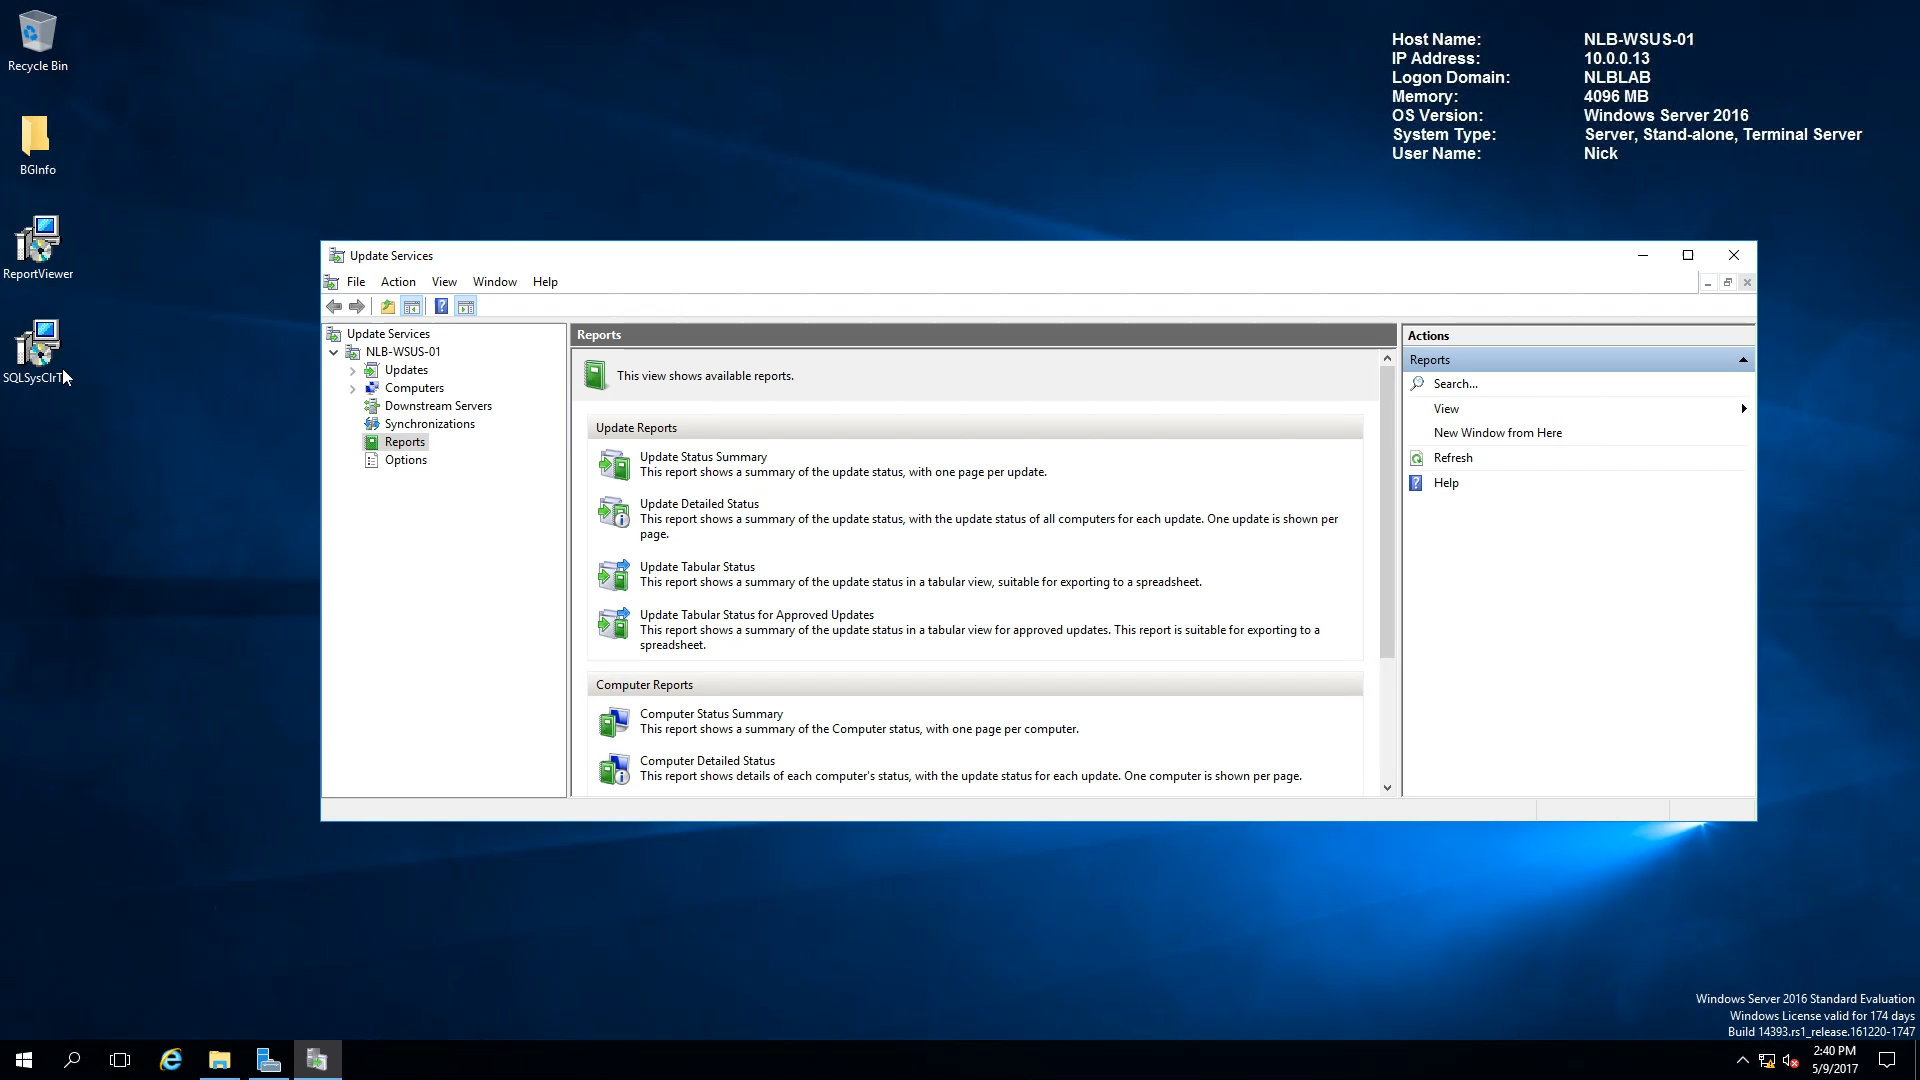 Recycle Bin
BGInfo
ReportViewer
Host Name: NLB-WSUS-01
IP Address: 10.0.0.13
Logon Domain: NLBLAB
Memory: 4096 MB
OS Version: Windows Server 2016
System Type: Server, Stand-alone, Terminal Server
User Name: Nick
Update Services
File Action View Window Help
Update Services
NLB-WSUS-01
Updates
Computers
Downstream Servers
Synchronizations
Reports
Options
Reports
This view shows available reports.
Update Reports
Update Status Summary
This report shows a summary of the update status, with one page per update.
Update Detailed Status
This report shows a summary of the update status, with the update status of all computers for each update. One update is shown per
page.
Update Tabular Status
This report shows a summary of the update status in a tabular view, suitable for exporting to a spreadsheet.
Update Tabular Status for Approved Updates
This report shows a summary of the update status in a tabular view for approved updates. This report is suitable for exporting to a
spreadsheet.
Computer Reports
Computer Status Summary
This report shows a summary of the Computer status, with one page per computer.
Computer Detailed Status
This report shows details of each computer's status, with the update status for each update. One computer is shown per page.
Actions
Reports
Search...
View
New Window from Here
Refresh
Help
Windows Server 2016 Standard Evaluation
Windows License valid for 174 days
Build 14393.rs1_release.161220-1747
2:40 PM
5/9/2017